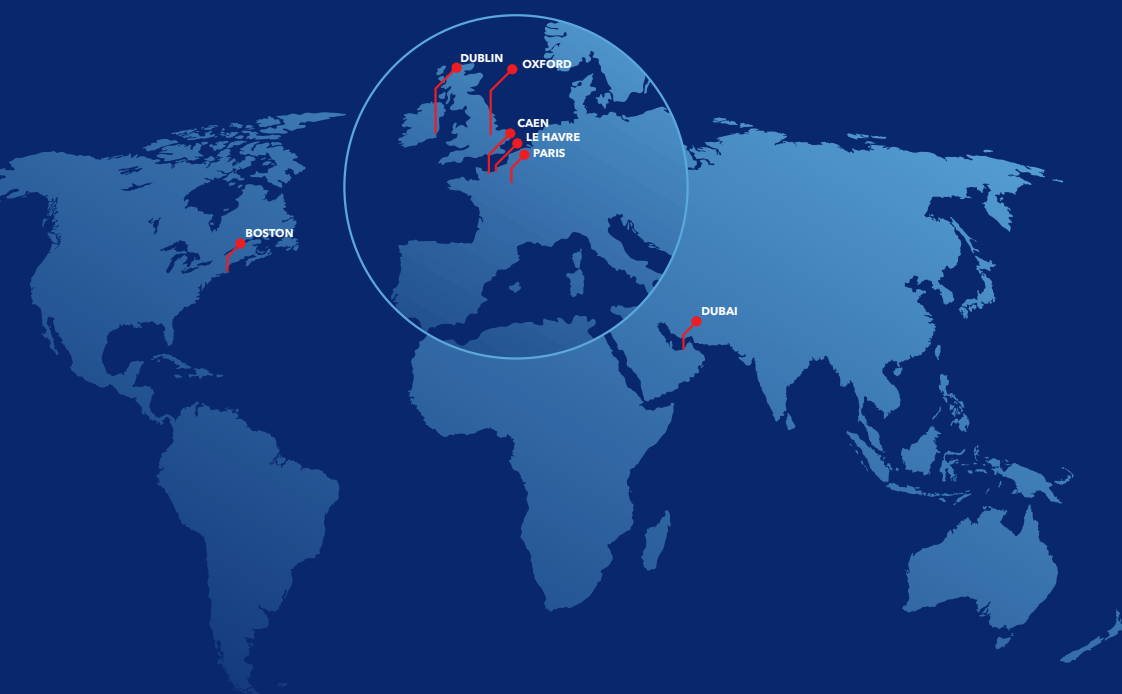 DUBLIN
OXFORD
CAEN
LE HAVRE
PARIS
BOSTON
DUBAI